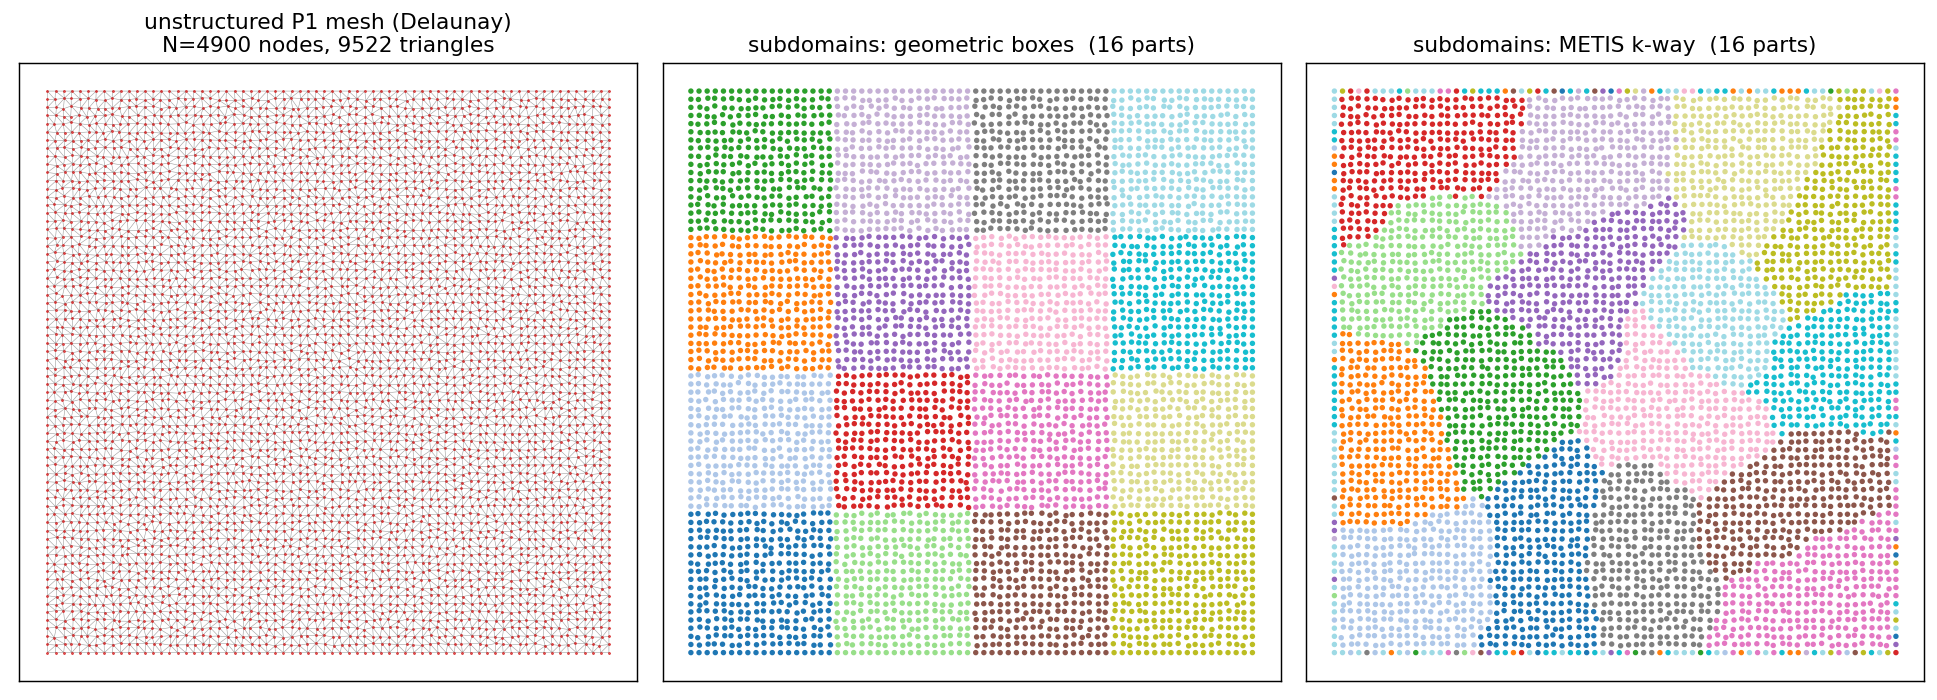 unstructured P1 mesh (Delaunay)
N=4900 nodes, 9522 triangles
subdomains: geometric boxes  (16 parts)
subdomains: METIS k-way  (16 parts)